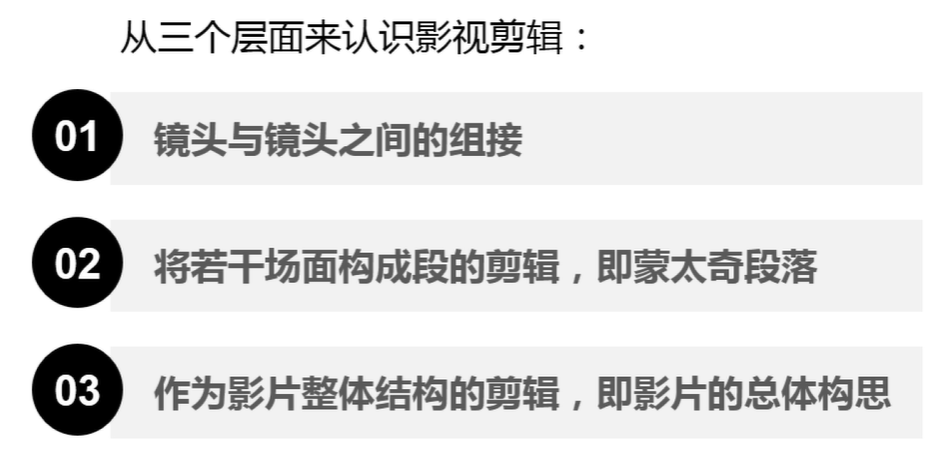 从三个层面来认识影视剪辑：
01
镜头与镜头之间的组接
02
将若干场面构成段的剪辑，即蒙太奇段落
03
作为影片整体结构的剪辑，即影片的总体构思